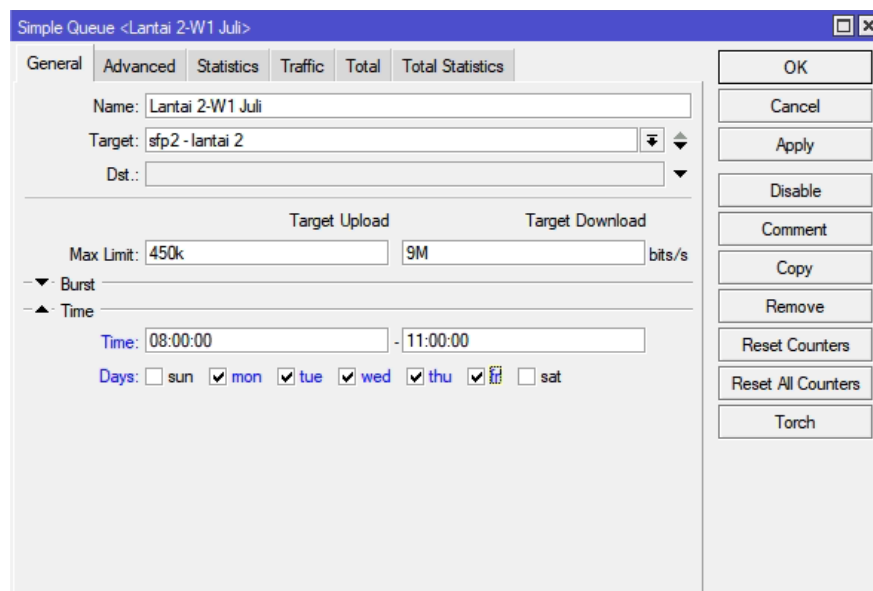 Simple Queue <Lantai 2-W1 Juli>
General Advanced Statistics Traffic Total Total Statistics
Name: Lantai 2-W1 Juli
Target: sfp2 - lantai 2
Dst.:
Target Upload Target Download
Max Limit: 450k 9M bits/s
Burst
Time
Time: 08:00:00 - 11:00:00
Days: sun mon tue wed thu fri sat
OK
Cancel
Apply
Disable
Comment
Copy
Remove
Reset Counters
Reset All Counters
Torch